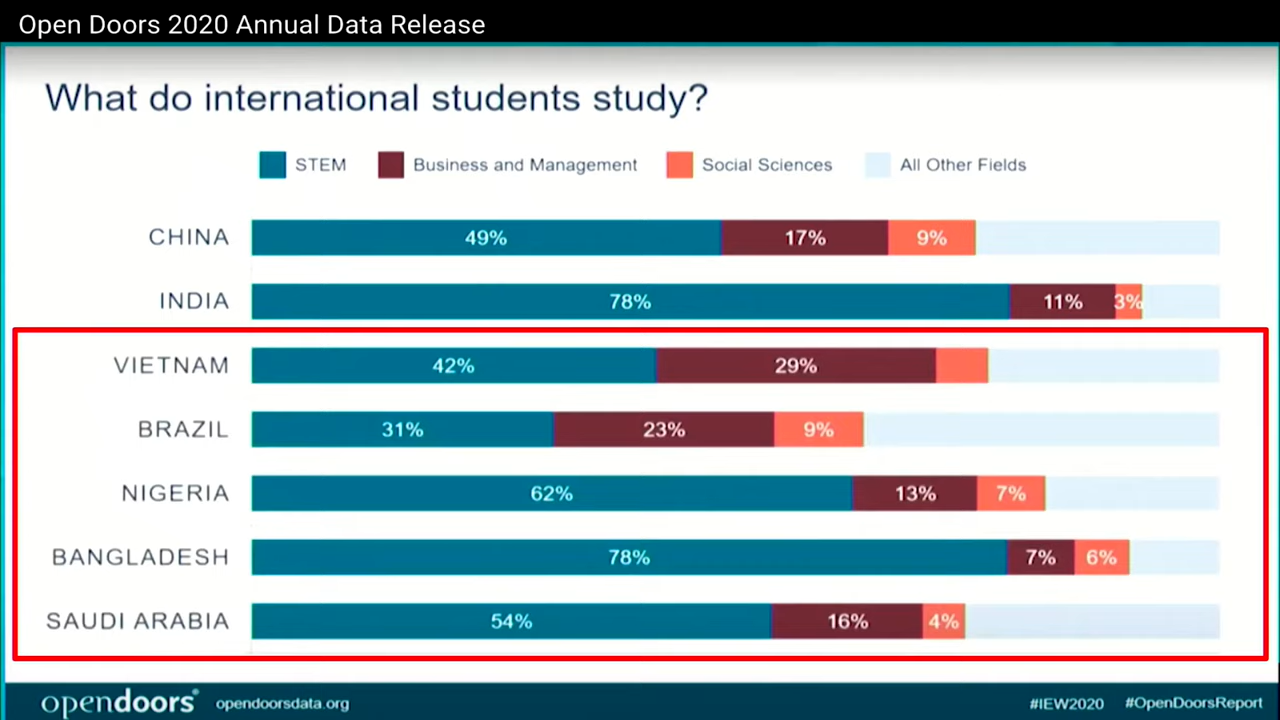 Open Doors 2020 Annual Data Release
What do international students study?
STEM Business and Management Social Sciences All Other Fields
CHINA 49% 17% 9%
INDIA 78% 11% 3%
VIETNAM 42% 29%
BRAZIL 31% 23% 9%
NIGERIA 62% 13% 7%
BANGLADESH 78% 7% 6%
SAUDI ARABIA 54% 16% 4%
opendoors® opendoorsdata.org #IEW2020 #OpenDoorsReport